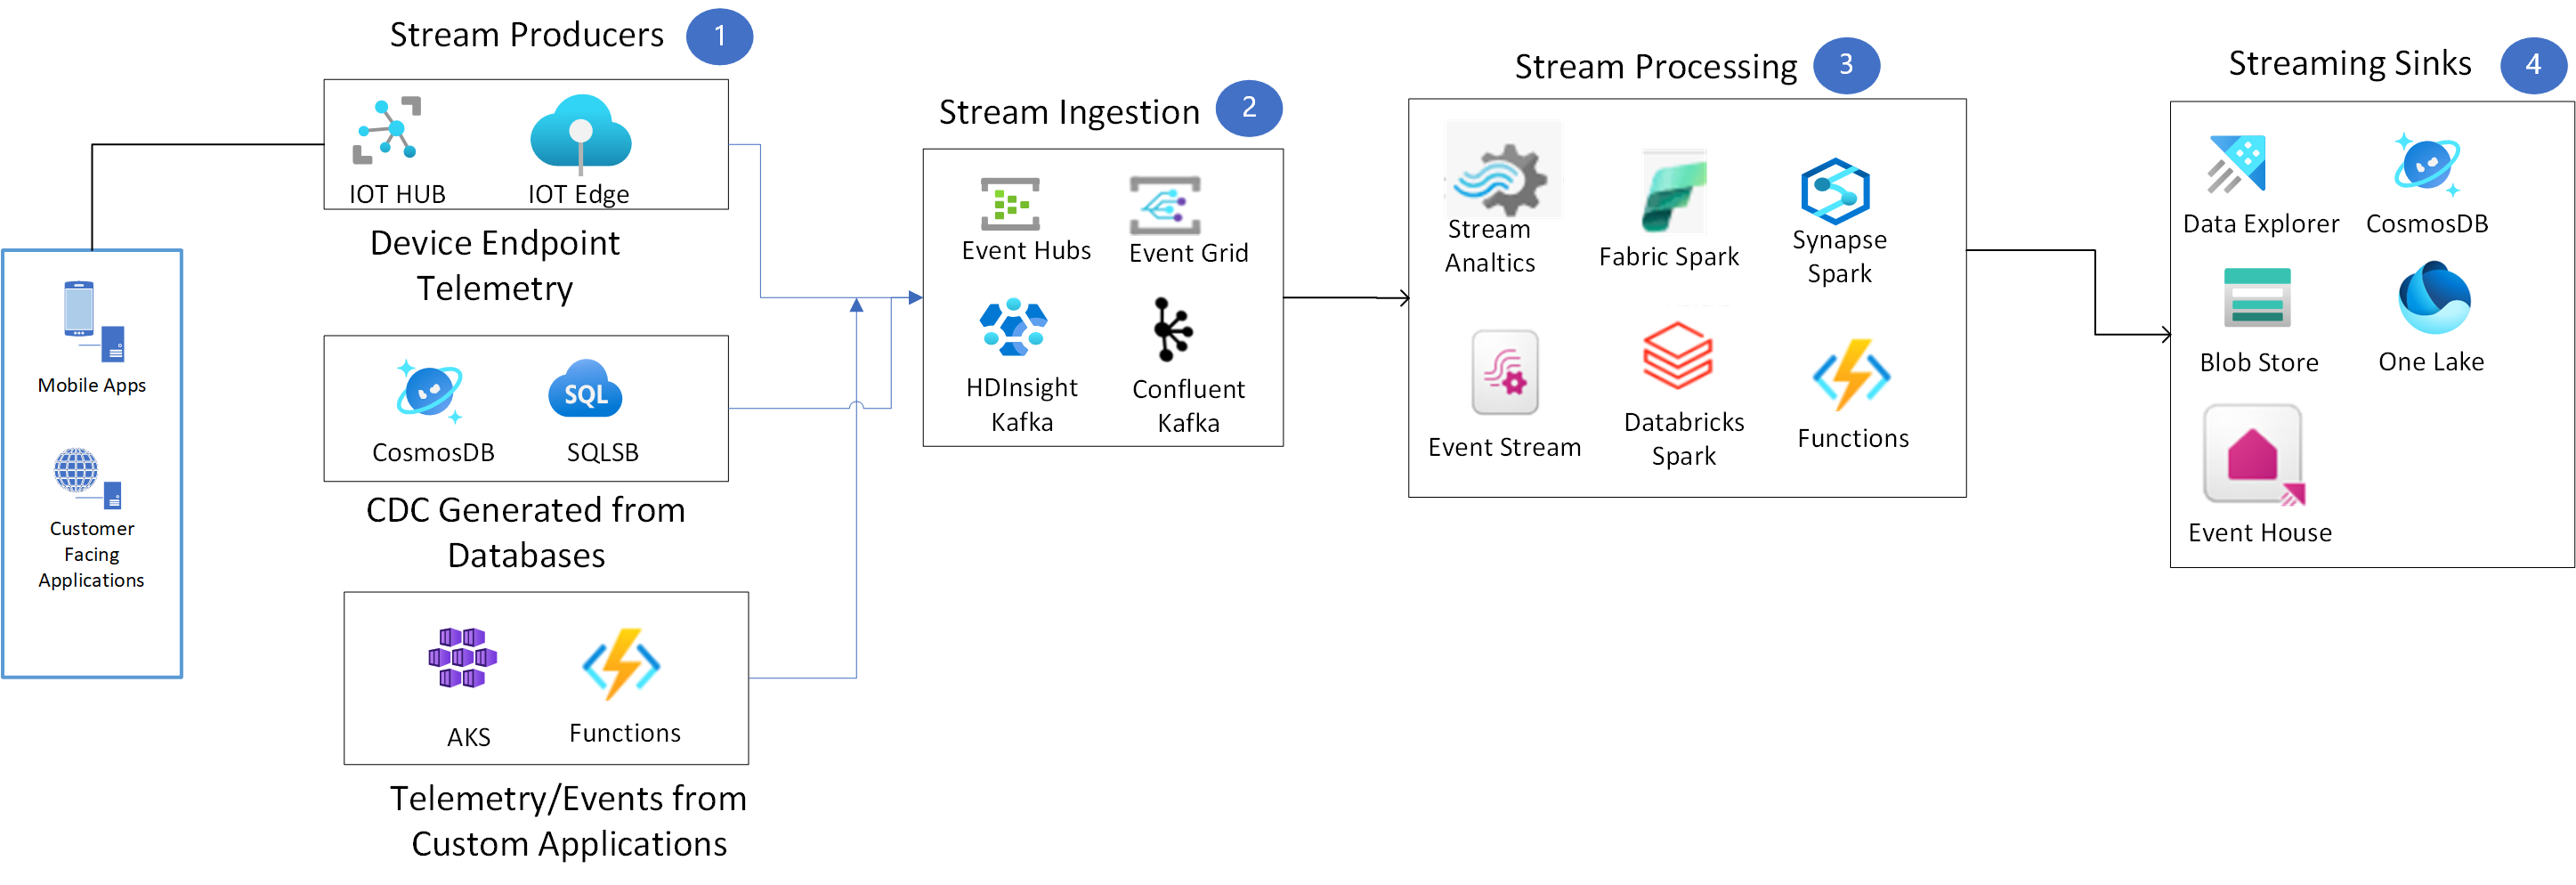 Stream Producers
1
IOT HUB
IOT Edge
Device Endpoint
Telemetry
Mobile Apps
Customer
Facing
Applications
CosmosDB
SQL
SQLSB
CDC Generated from
Databases
AKS
Functions
Telemetry/Events from
Custom Applications
Stream Ingestion
2
Event Hubs
Event Grid
HDInsight
Kafka
Confluent
Kafka
Stream Processing
3
Stream
Analtics
Fabric Spark
Synapse
Spark
Event Stream
Databricks
Spark
Functions
Streaming Sinks
4
Data Explorer
CosmosDB
Blob Store
One Lake
Event House